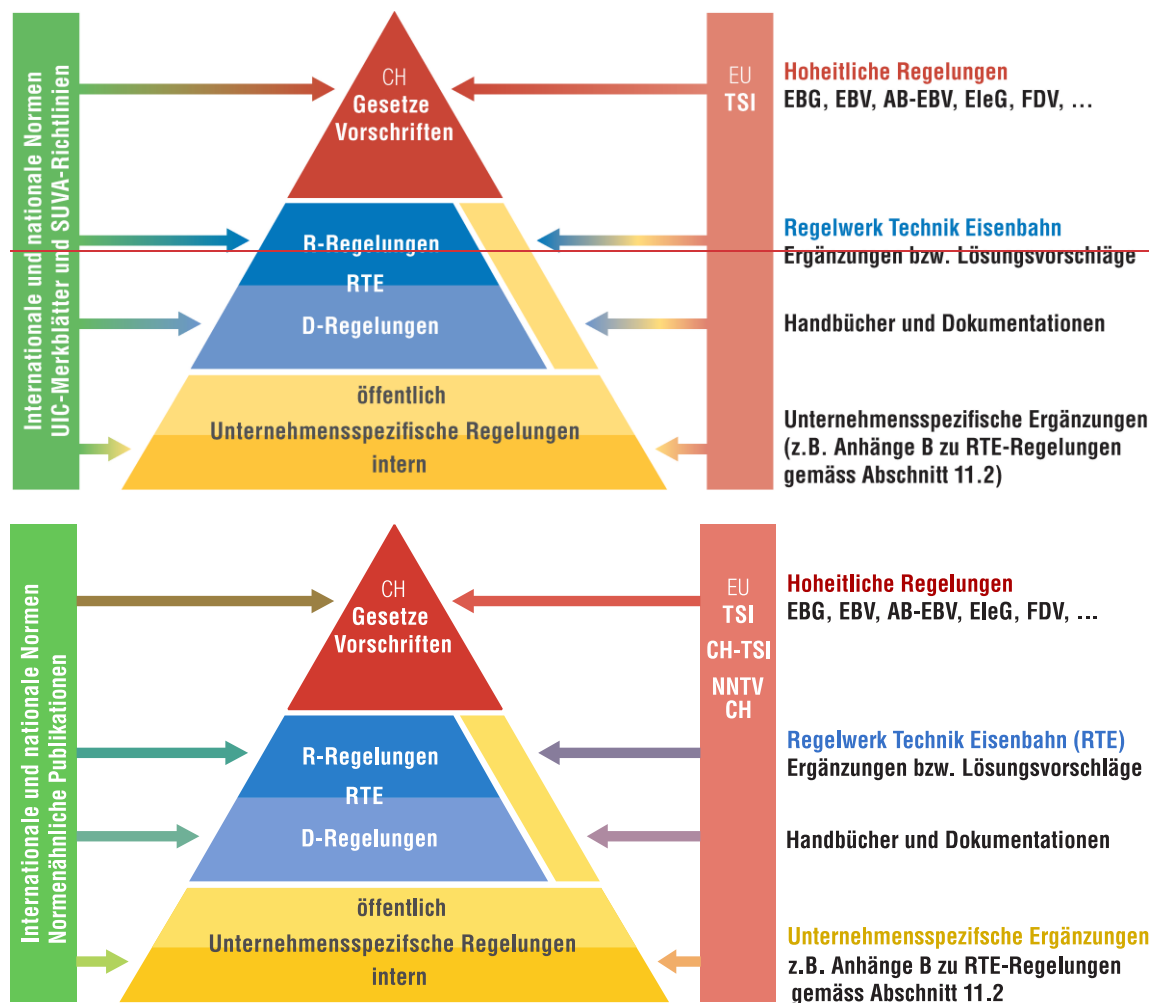 Internationale und nationale Normen
UIC-Merkblätter und SUVA-Richtlinien
CH
Gesetze
Vorschriften
R-Regelungen
RTE
D-Regelungen
öffentlich
Unternehmensspezifische Regelungen
intern
EU
TSI
Hoheitliche Regelungen
EBG, EBV, AB-EBV, EleG, FDV, ...
Regelwerk Technik Eisenbahn
Ergänzungen bzw. Lösungsvorschläge
Handbücher und Dokumentationen
Unternehmensspezifische Ergänzungen
(z.B. Anhänge B zu RTE-Regelungen
gemäss Abschnitt 11.2)
Internationale und nationale Normen
Normenähnliche Publikationen
CH
Gesetze
Vorschriften
R-Regelungen
RTE
D-Regelungen
öffentlich
Unternehmensspezifsche Regelungen
intern
EU
TSI
CH-TSI
NNTV
CH
Hoheitliche Regelungen
EBG, EBV, AB-EBV, EleG, FDV, ...
Regelwerk Technik Eisenbahn (RTE)
Ergänzungen bzw. Lösungsvorschläge
Handbücher und Dokumentationen
Unternehmensspezifsche Ergänzungen
z.B. Anhänge B zu RTE-Regelungen
gemäss Abschnitt 11.2